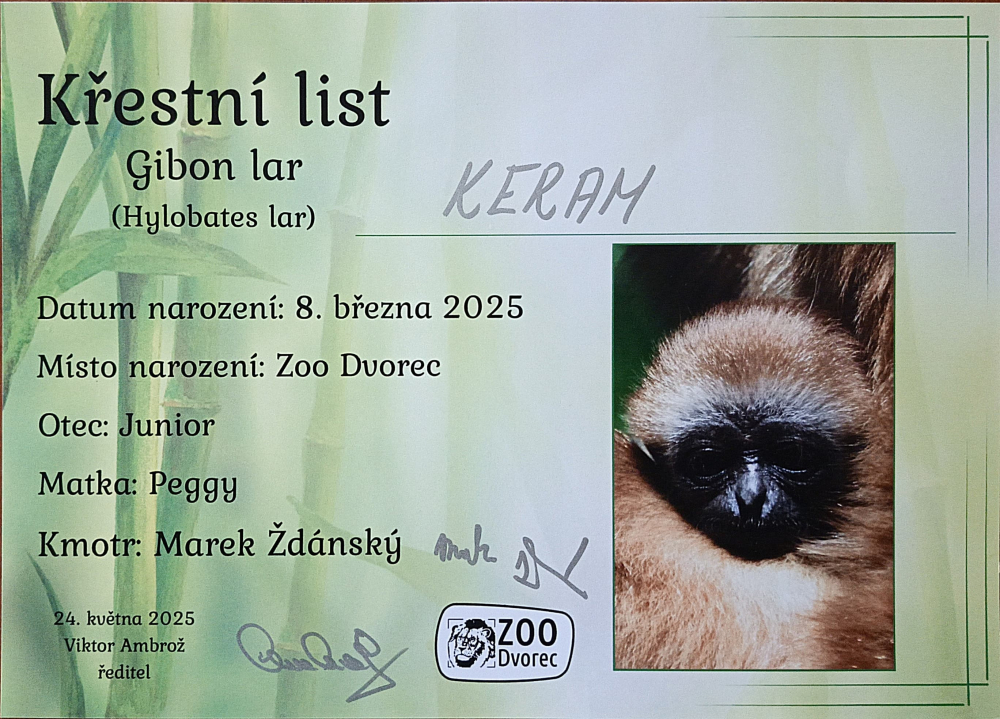 Křestní list
Gibon lar
(Hylobates lar)
KERAM
Datum narození: 8. března 2025
Místo narození: Zoo Dvorec
Otec: Junior
Matka: Peggy
Kmotr: Marek Ždánský
24. května 2025
Viktor Ambrož
ředitel
ZOO
Dvorec